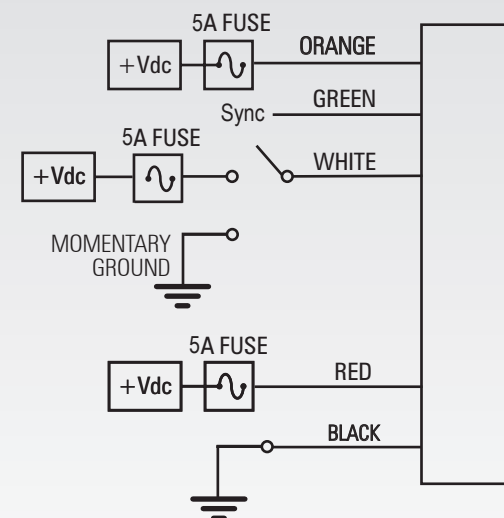 5A FUSE
+Vdc
ORANGE
Sync
GREEN
5A FUSE
+Vdc
WHITE
MOMENTARY
GROUND
5A FUSE
+Vdc
RED
BLACK